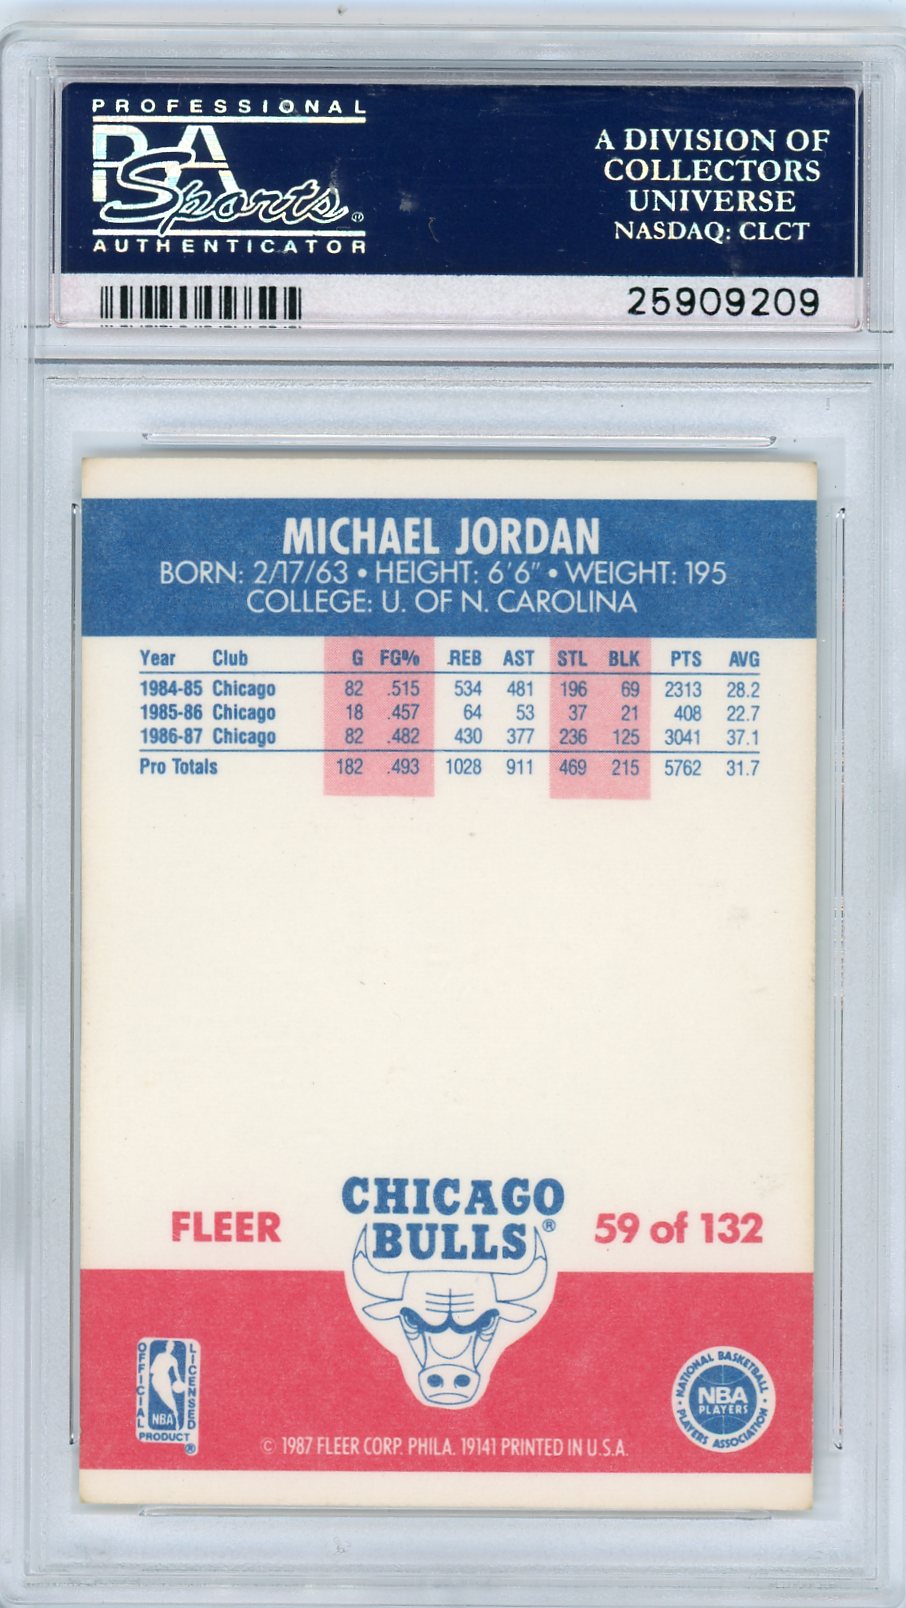 PROFESSIONAL
PSA
Sports®
AUTHENTICATOR
A DIVISION OF
COLLECTORS
UNIVERSE
NASDAQ: CLCT
25909209
MICHAEL JORDAN
BORN: 2/17/63 • HEIGHT: 6'6" • WEIGHT: 195
COLLEGE: U. OF N. CAROLINA
Year Club G FG% REB AST STL BLK PTS AVG
1984-85 Chicago 82 .515 534 481 196 69 2313 28.2
1985-86 Chicago 18 .457 64 53 37 21 408 22.7
1986-87 Chicago 82 .482 430 377 236 125 3041 37.1
Pro Totals 182 .493 1028 911 469 215 5762 31.7
CHICAGO
BULLS®
FLEER
59 of 132
OFFICIAL
LICENSED
NBA
PRODUCT
®
NATIONAL BASKETBALL
NBA
PLAYERS
PLAYERS ASSOCIATION
© 1987 FLEER CORP. PHILA. 19141 PRINTED IN U.S.A.